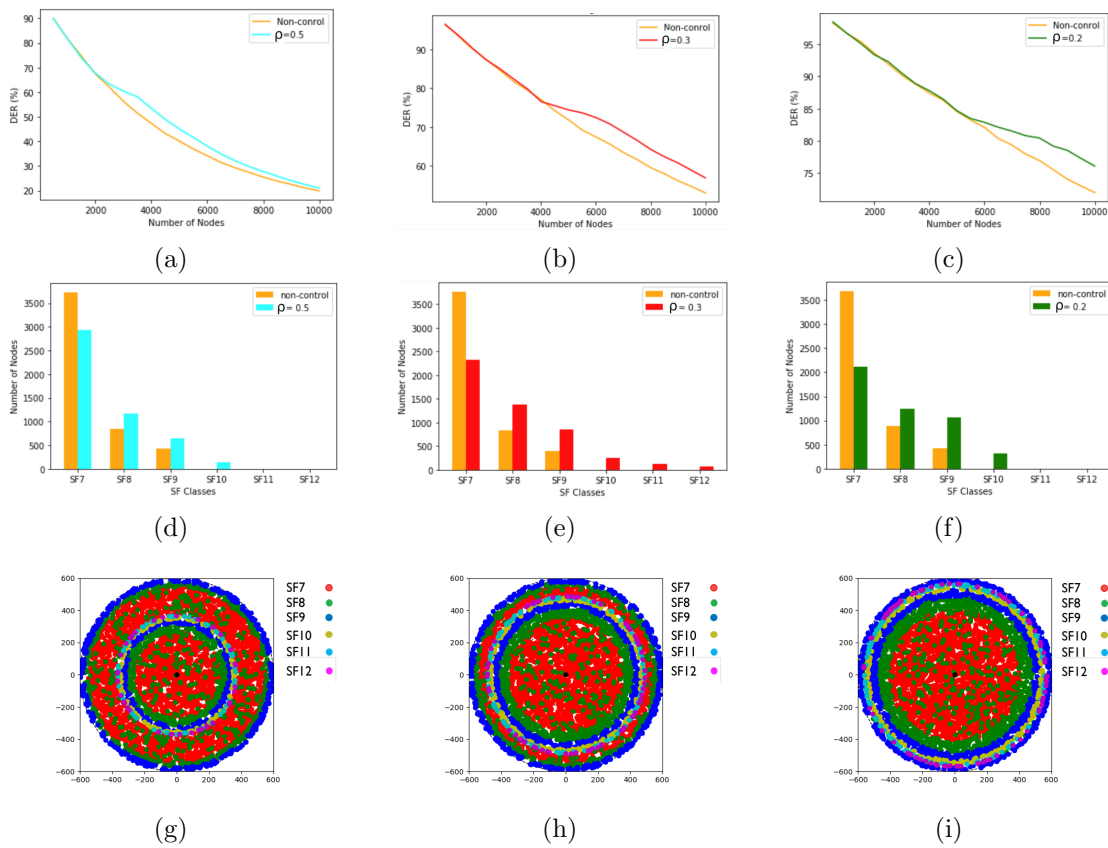 Non-conrol
ρ=0.5
DER (%)
90
80
70
60
50
40
30
20
2000 4000 6000 8000 10000
Number of Nodes
(a)
Non-conrol
ρ=0.3
DER (%)
90
80
70
60
2000 4000 6000 8000 10000
Number of Nodes
(b)
Non-conrol
ρ=0.2
DER (%)
95
90
85
80
75
2000 4000 6000 8000 10000
Number of Nodes
(c)
non-control
ρ= 0.5
Number of Nodes
3500
3000
2500
2000
1500
1000
500
0
SF7 SF8 SF9 SF10 SF11 SF12
SF Classes
(d)
non-control
ρ= 0.3
Number of Nodes
3500
3000
2500
2000
1500
1000
500
0
SF7 SF8 SF9 SF10 SF11 SF12
SF Classes
(e)
non-control
ρ= 0.2
Number of Nodes
3500
3000
2500
2000
1500
1000
500
0
SF7 SF8 SF9 SF10 SF11 SF12
SF Classes
(f)
600
400
200
0
−200
−400
−600
−600 −400 −200 0 200 400 600
SF7
SF8
SF9
SF10
SF11
SF12
(g)
600
400
200
0
−200
−400
−600
−600 −400 −200 0 200 400 600
SF7
SF8
SF9
SF10
SF11
SF12
(h)
600
400
200
0
−200
−400
−600
−600 −400 −200 0 200 400 600
SF7
SF8
SF9
SF10
SF11
SF12
(i)